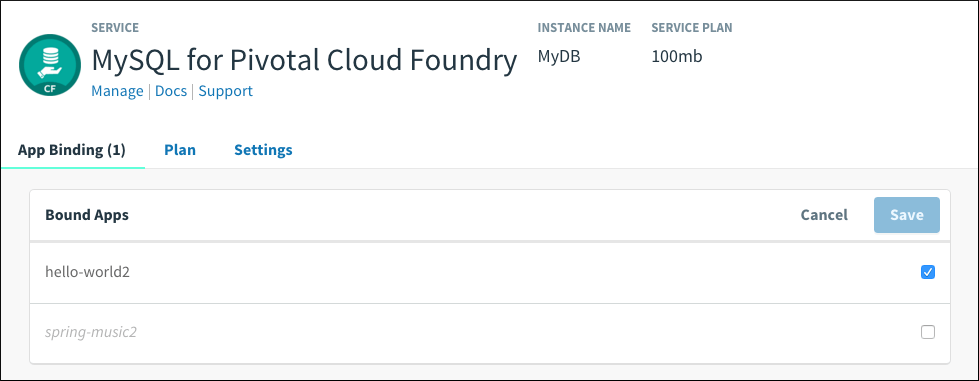 SERVICE
MySQL for Pivotal Cloud Foundry
Manage | Docs | Support
INSTANCE NAME
MyDB
SERVICE PLAN
100mb
CF
App Binding (1) Plan Settings
Bound Apps Cancel Save
hello-world2
spring-music2